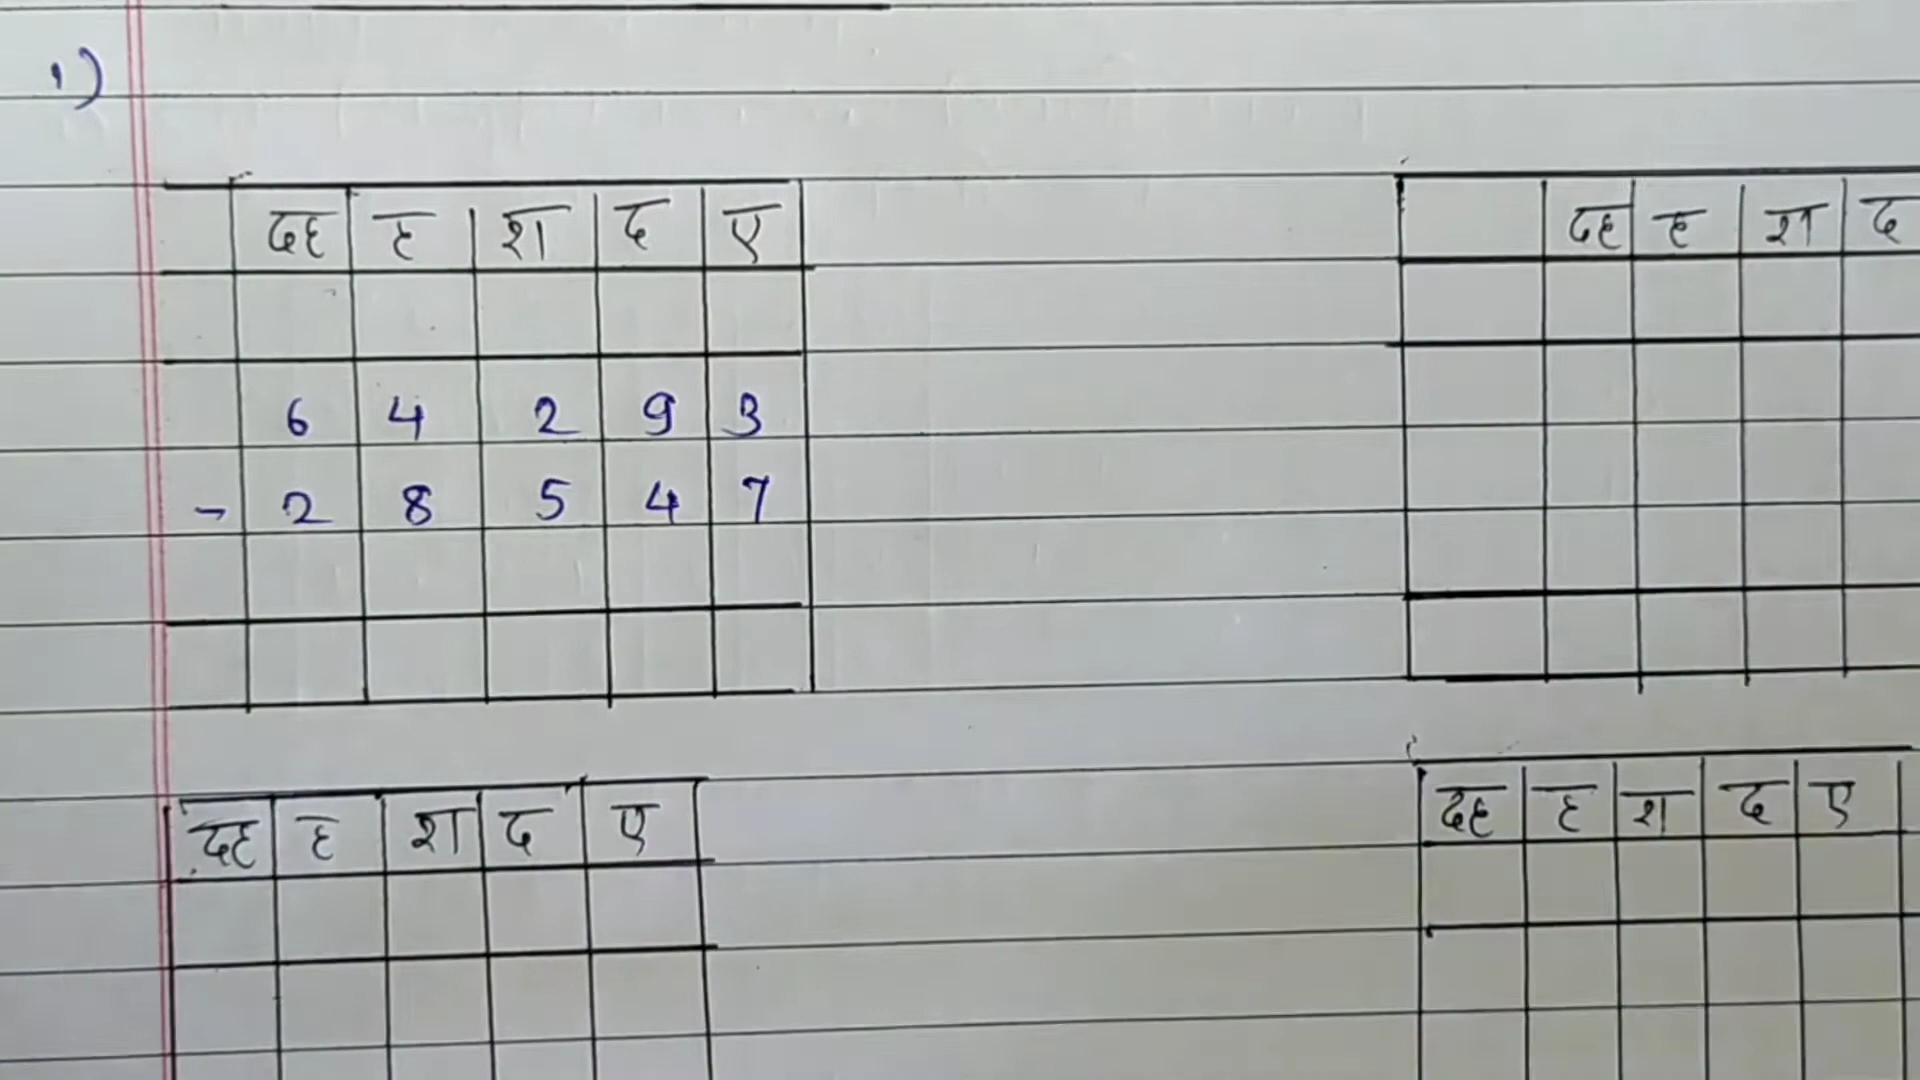 1)
दह ह श द ए
6 4 2 9 3
- 2 8 5 4 7
दह ह श द
दह ह श द ए
दह ह श द ए